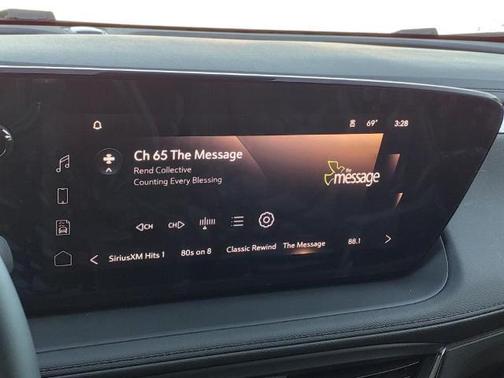 69° 3:28
Ch 65 The Message
Rend Collective
Counting Every Blessing
the
message
CH CH
SiriusXM Hits 1 80s on 8 Classic Rewind The Message 88.1